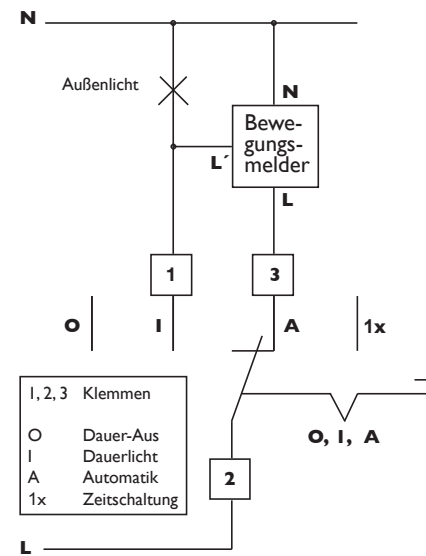 N
Außenlicht
N
Bewe-
gungs-
melder
L´
L
1
3
O
I
A
1x
1, 2, 3 Klemmen
O Dauer-Aus
I Dauerlicht
A Automatik
1x Zeitschaltung
O, I, A
2
L